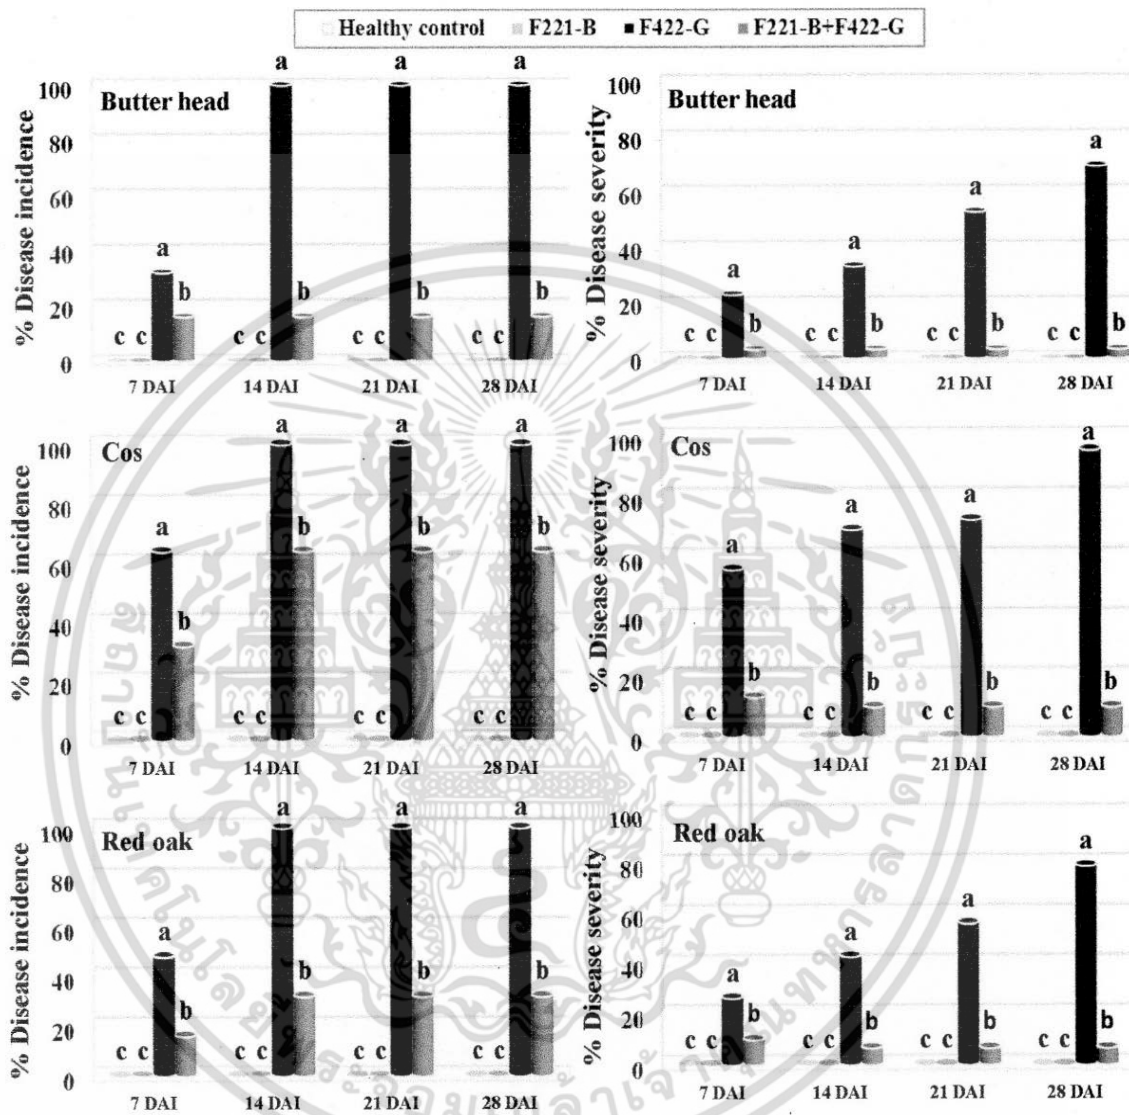 Healthy control F221-B F422-G F221-B+F422-G
% Disease incidence
Butter head
100
80
60
40
20
0
c c a b
c c a b
c c a b
c c a b
7 DAI 14 DAI 21 DAI 28 DAI
% Disease severity
Butter head
100
80
60
40
20
0
c c a b
c c a b
c c a b
c c a b
7 DAI 14 DAI 21 DAI 28 DAI
% Disease incidence
Cos
100
80
60
40
20
0
c c a b
c c a b
c c a b
c c a b
7 DAI 14 DAI 21 DAI 28 DAI
% Disease severity
Cos
100
80
60
40
20
0
c c a b
c c a b
c c a b
c c a b
7 DAI 14 DAI 21 DAI 28 DAI
% Disease incidence
Red oak
100
80
60
40
20
0
c c a b
c c a b
c c a b
c c a b
7 DAI 14 DAI 21 DAI 28 DAI
% Disease severity
Red oak
100
80
60
40
20
0
c c a b
c c a b
c c a b
c c a b
7 DAI 14 DAI 21 DAI 28 DAI